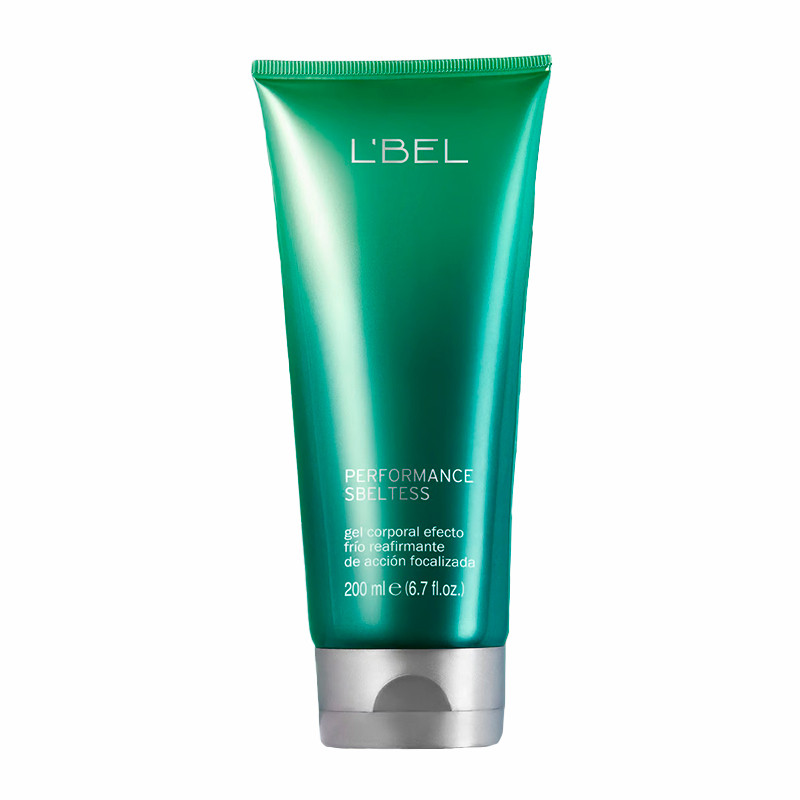 L'BEL
PERFORMANCE
SBELTESS
gel corporal efecto
frío reafirmante
de acción focalizada
200 ml ℮ (6.7 fl.oz.)